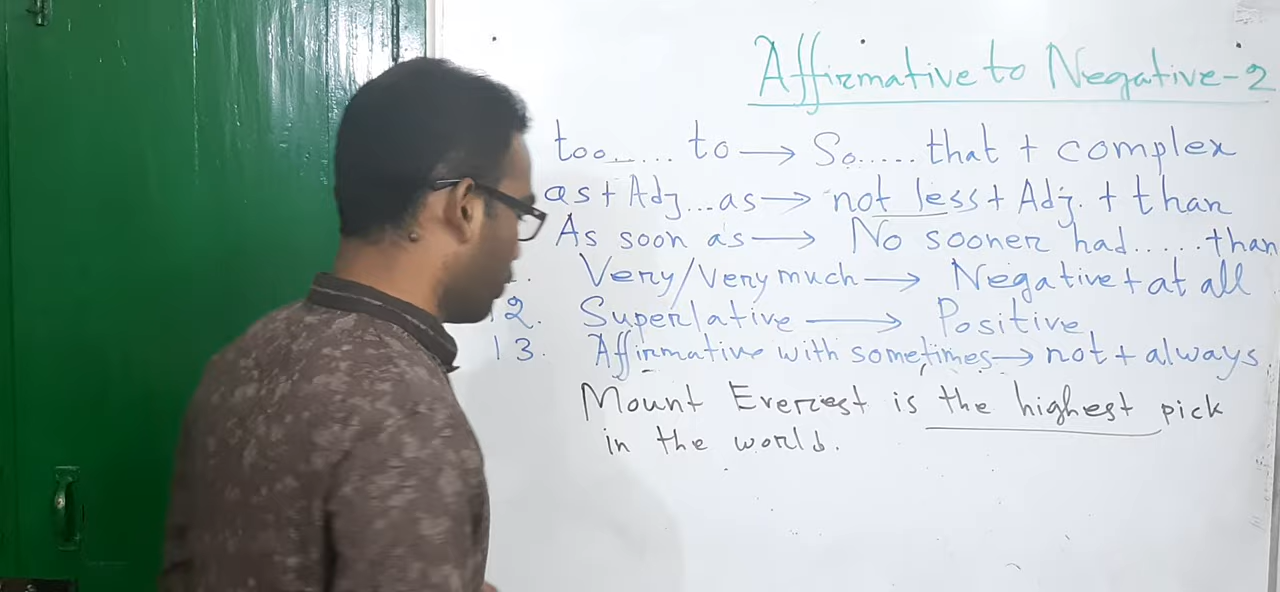 Affirmative to Negative-2
too...... to → So..... that + complex
as + Adj...as → not less + Adj. + than
As soon as → No sooner had.....than
Very/Very much → Negative + at all
2. Superlative → Positive
13. Affirmative with sometimes → not + always.
Mount Everest is the highest pick
in the world.